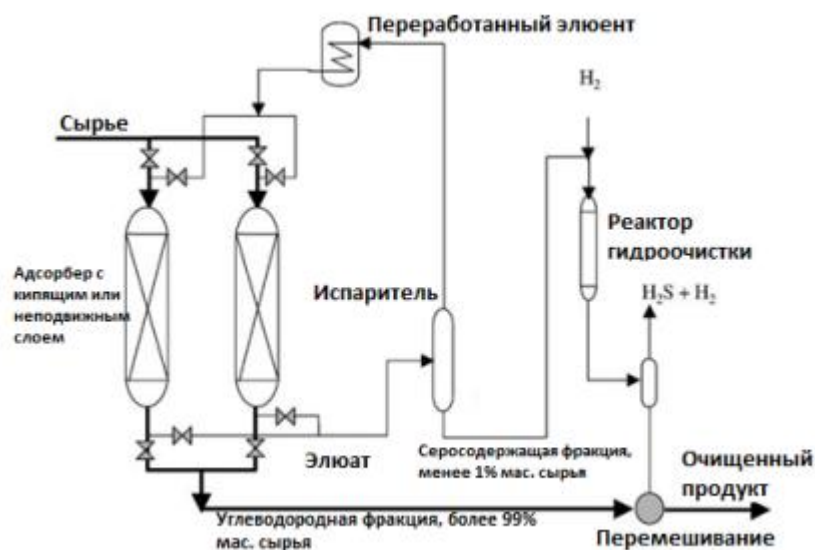 Переработанный элюент
H₂
Сырье
Реактор
гидроочистки
Адсорбер с
кипящим или
неподвижным
слоем
Испаритель
H₂S + H₂
Элюат
Серосодержащая фракция,
менее 1% мас. сырья
Очищенный
продукт
Углеводородная фракция, более 99%
мас. сырья
Перемешивание